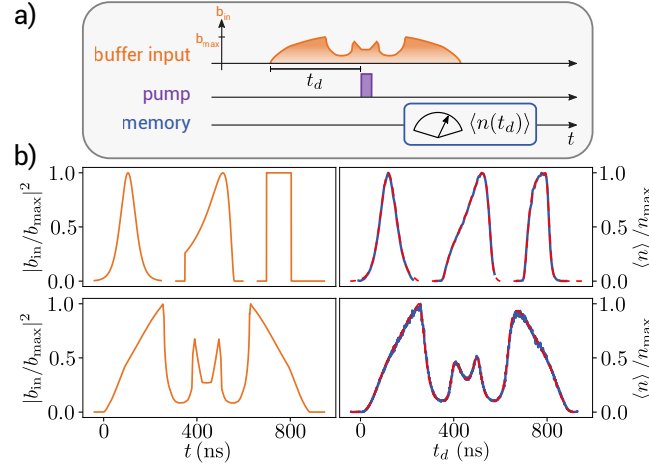 a)
b_in
b_max
buffer input
t_d
pump
memory
⟨n(t_d)⟩
t
b)
|b_in/b_max|^2
1.0
0.5
0.0
1.0
0.5
0.0
⟨n⟩ / n_max
|b_in/b_max|^2
1.0
0.5
0.0
1.0
0.5
0.0
⟨n⟩ / n_max
0 400 800
0 400 800
t (ns)
t_d (ns)